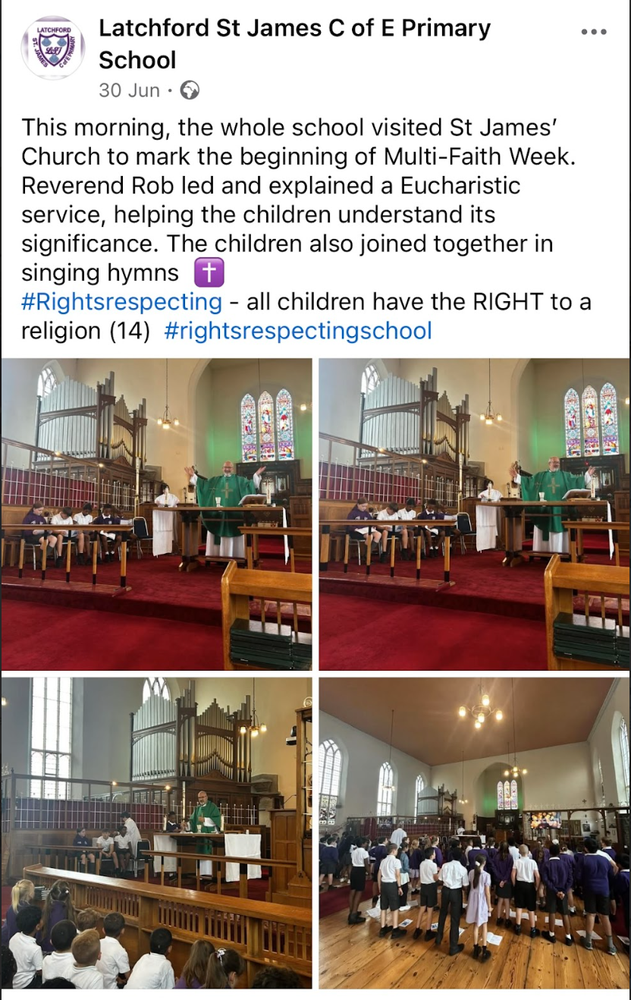 LATCHFORD
ST. JAMES
C of E PRIMARY
LSJ
Latchford St James C of E Primary
School
30 Jun ·
This morning, the whole school visited St James’
Church to mark the beginning of Multi-Faith Week.
Reverend Rob led and explained a Eucharistic
service, helping the children understand its
significance. The children also joined together in
singing hymns ✝️
#Rightsrespecting - all children have the RIGHT to a
religion (14) #rightsrespectingschool